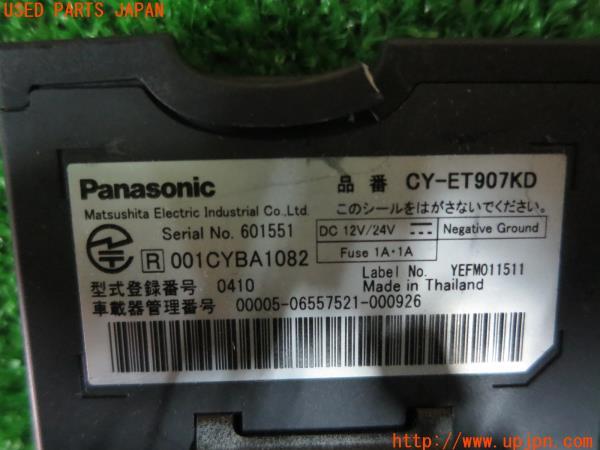 USED PARTS JAPAN
Panasonic
品番 CY-ET907KD
Matsushita Electric Industrial Co.,Ltd.
このシールをはがさないでください。
Serial No. 601551
DC 12V/24V Negative Ground
Fuse 1A・1A
R 001CYBA1082
Label No. YEFM011511
型式登録番号 0410
Made in Thailand
車載器管理番号 00005-06557521-000926
http://www.upjpn.com